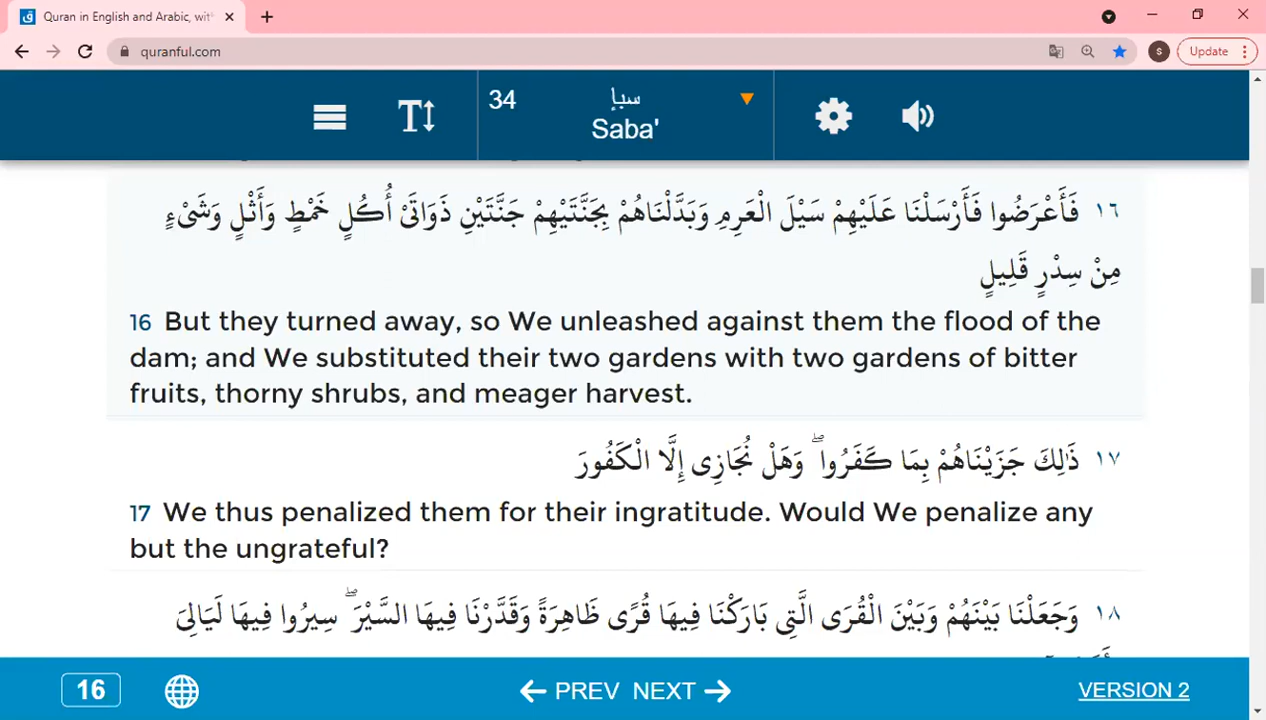 Quran in English and Arabic, wit
quranful.com
S
Update
34
سبإ
Saba'
١٦ فَأَعْرَضُوا فَأَرْسَلْنَا عَلَيْهِمْ سَيْلَ الْعَرِمِ وَبَدَّلْنَاهُمْ بِجَنَّتَيْهِمْ جَنَّتَيْنِ ذَوَاتَىْ أُكُلٍ خَمْطٍ وَأَثْلٍ وَشَىْءٍ
مِنْ سِدْرٍ قَلِيلٍ
16 But they turned away, so We unleashed against them the flood of the
dam; and We substituted their two gardens with two gardens of bitter
fruits, thorny shrubs, and meager harvest.
١٧ ذَٰلِكَ جَزَيْنَاهُمْ بِمَا كَفَرُوا ۖ وَهَلْ نُجَازِى إِلَّا الْكَفُورَ
17 We thus penalized them for their ingratitude. Would We penalize any
but the ungrateful?
١٨ وَجَعَلْنَا بَيْنَهُمْ وَبَيْنَ الْقُرَى الَّتِى بَارَكْنَا فِيهَا قُرًى ظَاهِرَةً وَقَدَّرْنَا فِيهَا السَّيْرَ ۖ سِيرُوا فِيهَا لَيَالِىَ
16
PREV NEXT
VERSION 2